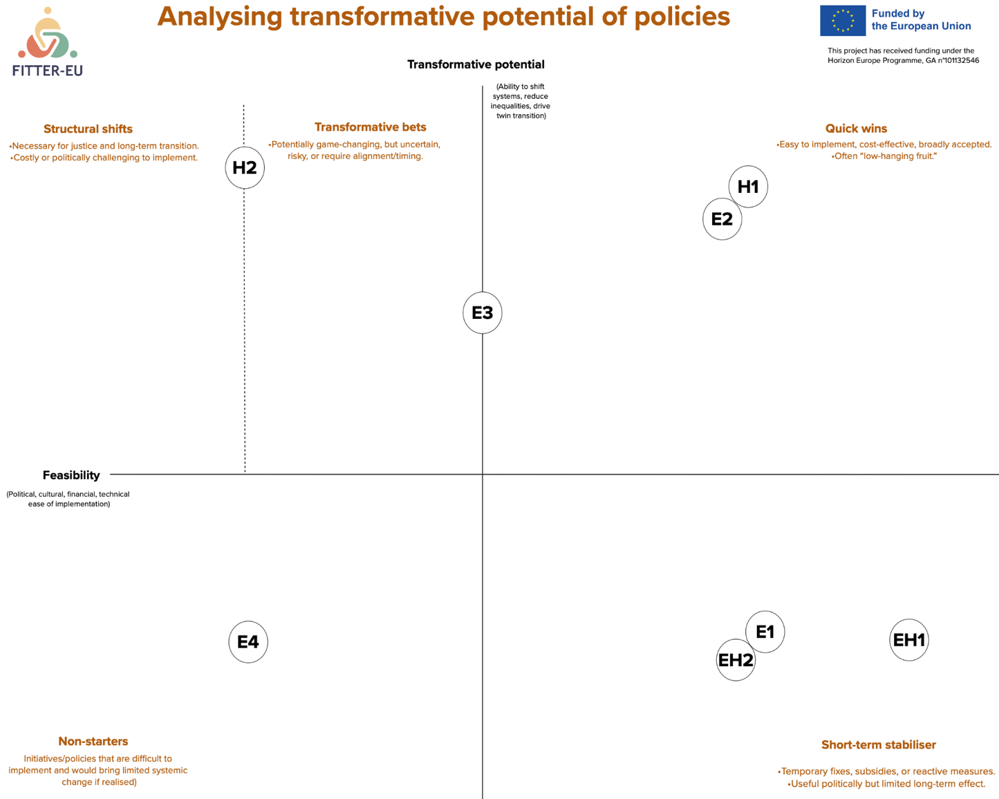 Analysing transformative potential of policies
FITTER-EU
Funded by
the European Union
This project has received funding under the
Horizon Europe Programme, GA n°101132546
Transformative potential
(Ability to shift
systems, reduce
inequalities, drive
twin transition)
Structural shifts
•Necessary for justice and long-term transition.
•Costly or politically challenging to implement.
Transformative bets
•Potentially game-changing, but uncertain,
risky, or require alignment/timing.
Quick wins
•Easy to implement, cost-effective, broadly accepted.
•Often “low-hanging fruit.”
H2
H1
E2
E3
Feasibility
(Political, cultural, financial, technical
ease of implementation)
E4
E1
EH1
EH2
Non-starters
Initiatives/policies that are difficult to
implement and would bring limited systemic
change if realised)
Short-term stabiliser
•Temporary fixes, subsidies, or reactive measures.
•Useful politically but limited long-term effect.